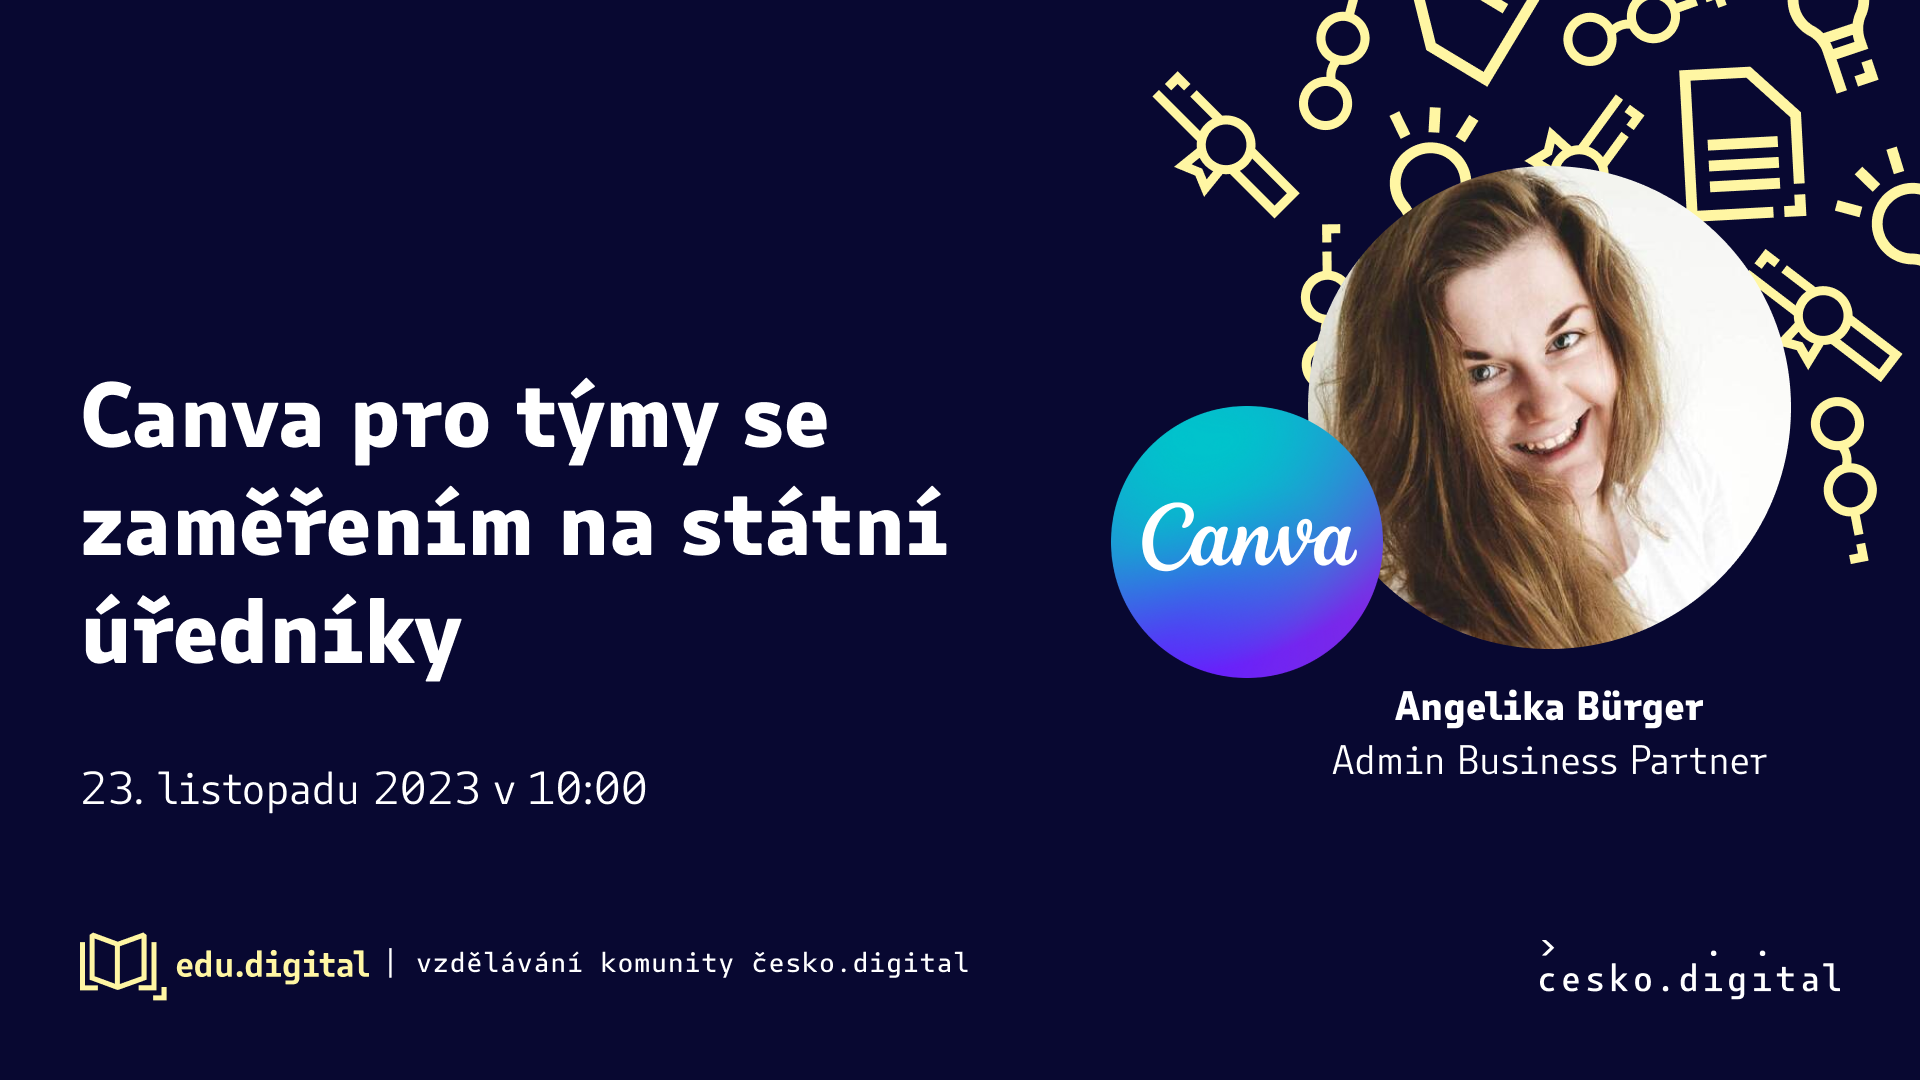 Canva pro týmy se
zaměřením na státní
úředníky
23. listopadu 2023 v 10:00
Canva
Angelika Bürger
Admin Business Partner
edu.digital | vzdělávání komunity česko.digital
česko.digital